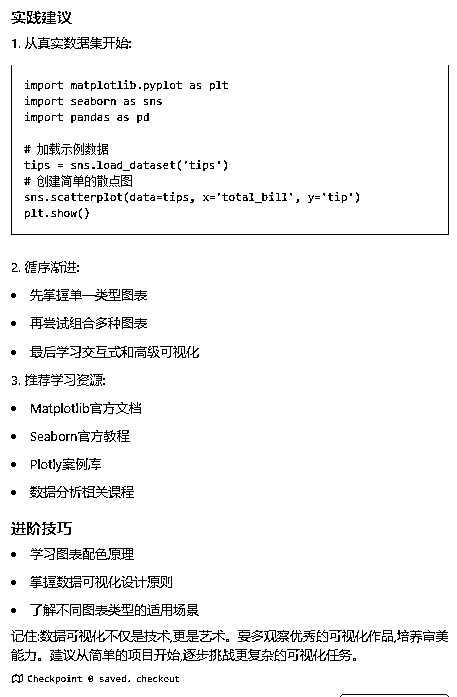 实践建议
1. 从真实数据集开始:
import matplotlib.pyplot as plt
import seaborn as sns
import pandas as pd
# 加载示例数据
tips = sns.load_dataset('tips')
# 创建简单的散点图
sns.scatterplot(data=tips, x='total_bill', y='tip')
plt.show()
2. 循序渐进:
• 先掌握单一类型图表
• 再尝试组合多种图表
• 最后学习交互式和高级可视化
3. 推荐学习资源:
• Matplotlib官方文档
• Seaborn官方教程
• Plotly案例库
• 数据分析相关课程
进阶技巧
• 学习图表配色原理
• 掌握数据可视化设计原则
• 了解不同图表类型的适用场景
记住:数据可视化不仅是技术,更是艺术。要多观察优秀的可视化作品,培养审美
能力。建议从简单的项目开始,逐步挑战更复杂的可视化任务。
Checkpoint 0 saved. checkout